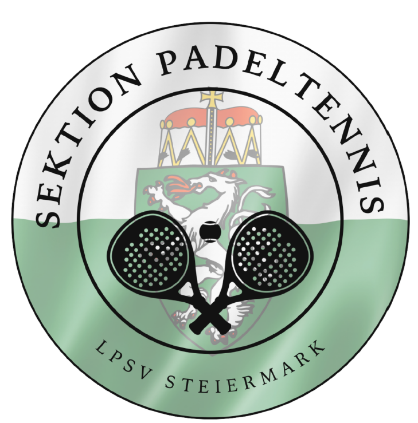 SEKTION PADELTENNIS
LPSV STEIERMARK